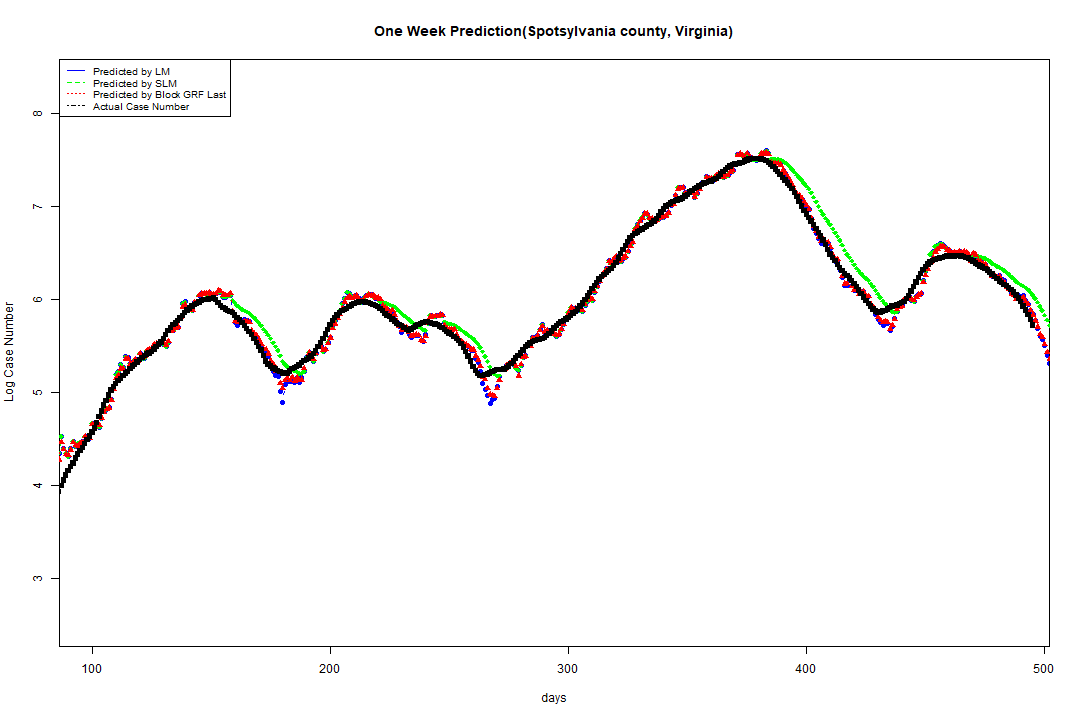 One Week Prediction(Spotsylvania county, Virginia)
Predicted by LM
Predicted by SLM
Predicted by Block GRF Last
Actual Case Number
8
7
6
5
4
3
Log Case Number
100 200 300 400 500
days